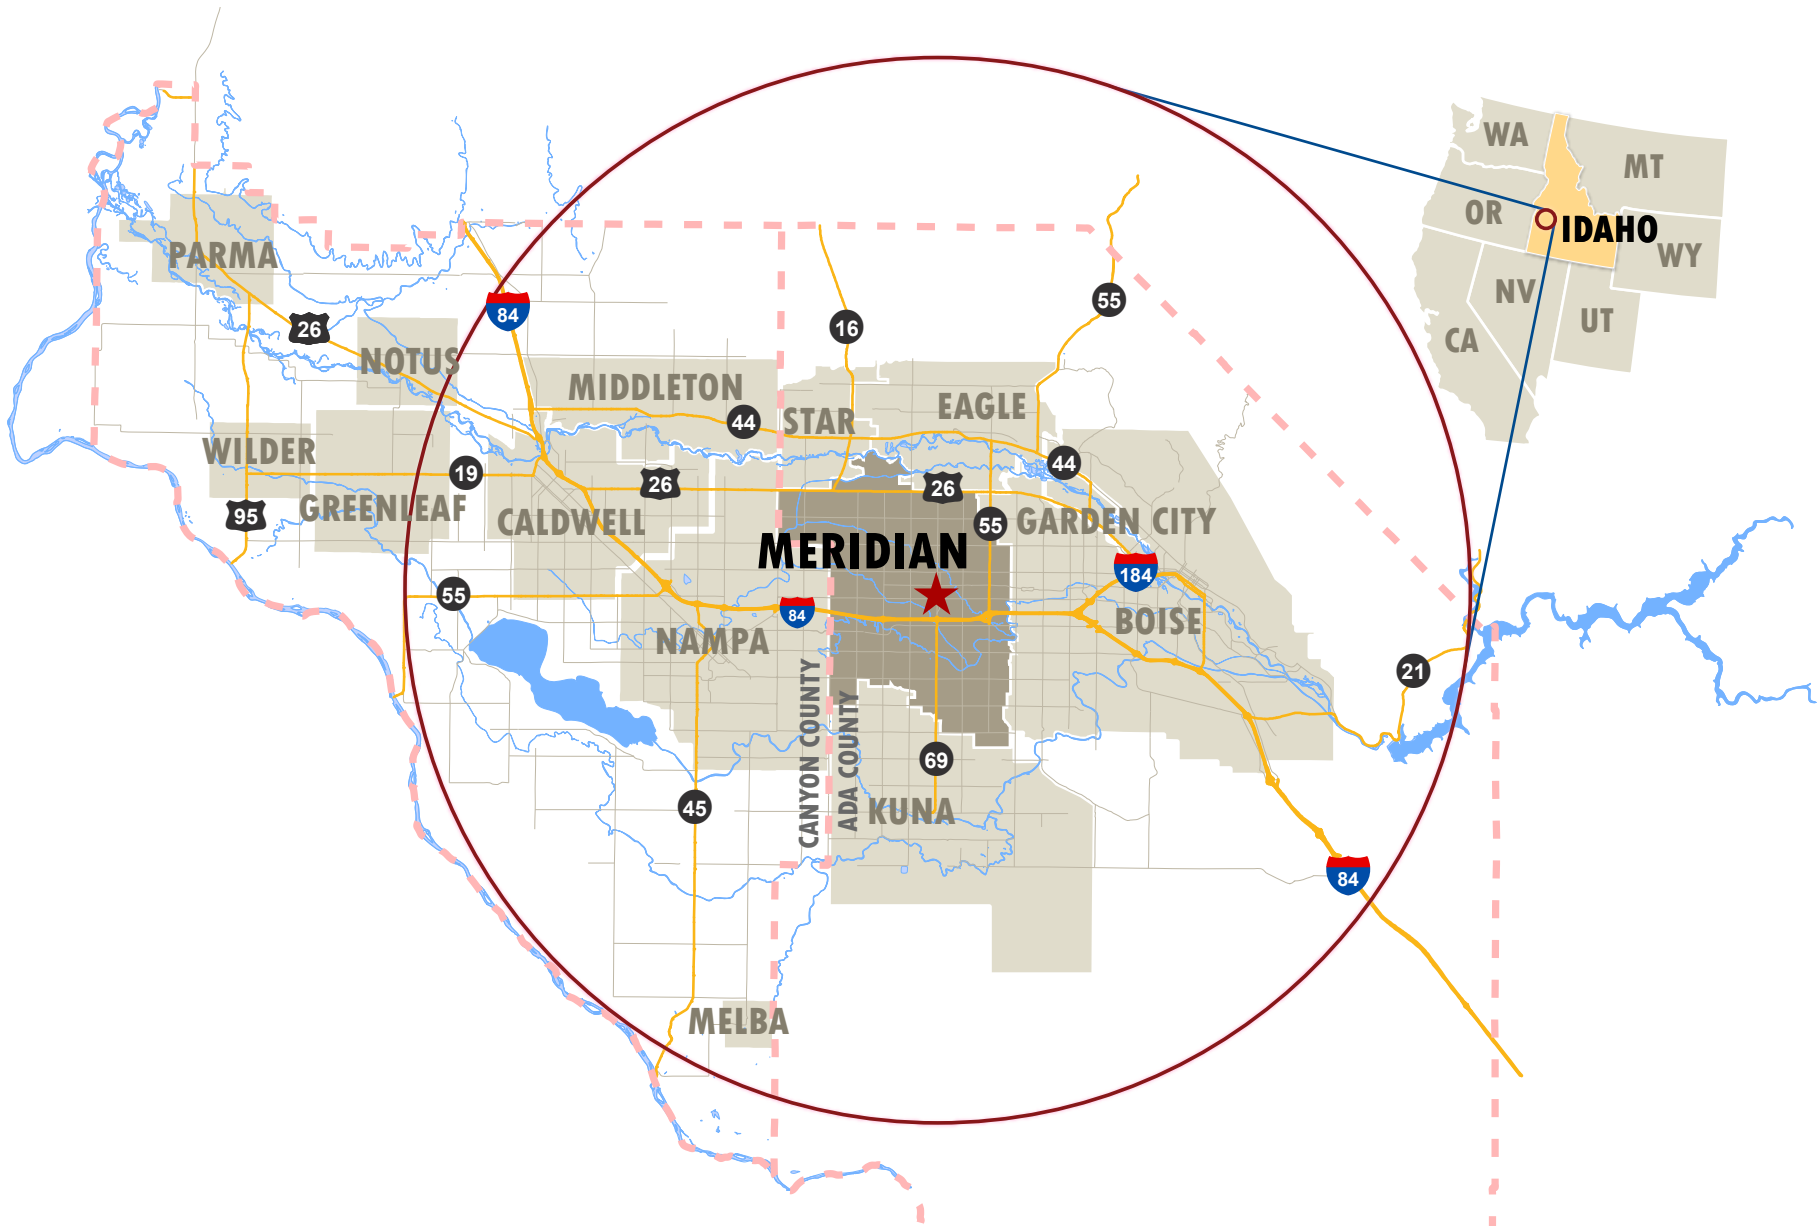 WA
MT
OR
IDAHO
WY
NV
UT
CA
PARMA
26
84
16
55
NOTUS
MIDDLETON
44
STAR
EAGLE
WILDER
19
26
26
44
GREENLEAF
95
CALDWELL
55
GARDEN CITY
MERIDIAN
184
55
84
NAMPA
BOISE
21
CANYON COUNTY
ADA COUNTY
69
45
KUNA
84
MELBA